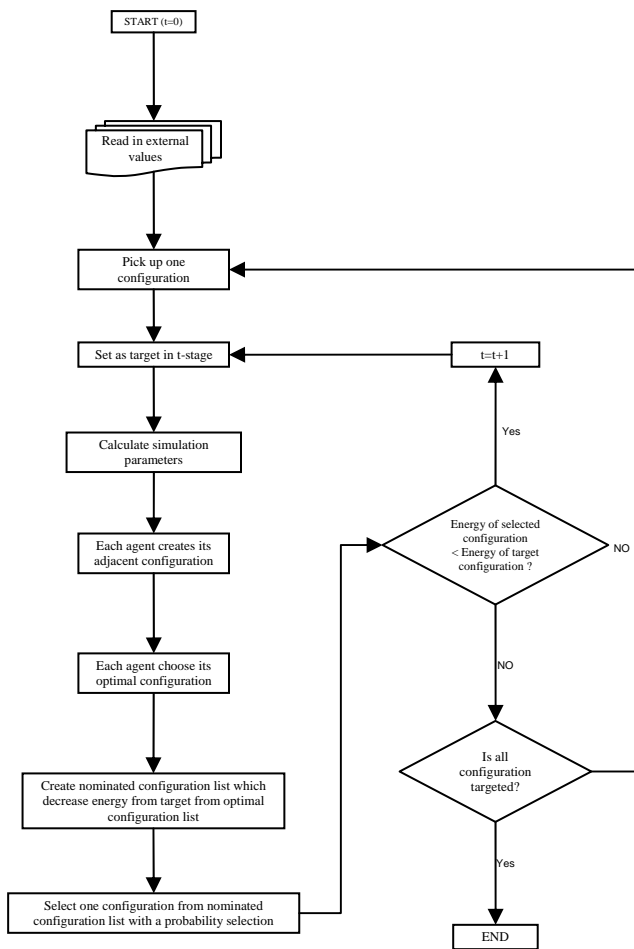 START (t=0)
Read in external
values
Pick up one
configuration
Set as target in t-stage
t=t+1
Calculate simulation
parameters
Yes
Each agent creates its
adjacent configuration
Energy of selected
configuration
< Energy of target
configuration ?
NO
Each agent choose its
optimal configuration
NO
Create nominated configuration list which
decrease energy from target from optimal
configuration list
Is all
configuration
targeted?
Yes
Select one configuration from nominated
configuration list with a probability selection
END